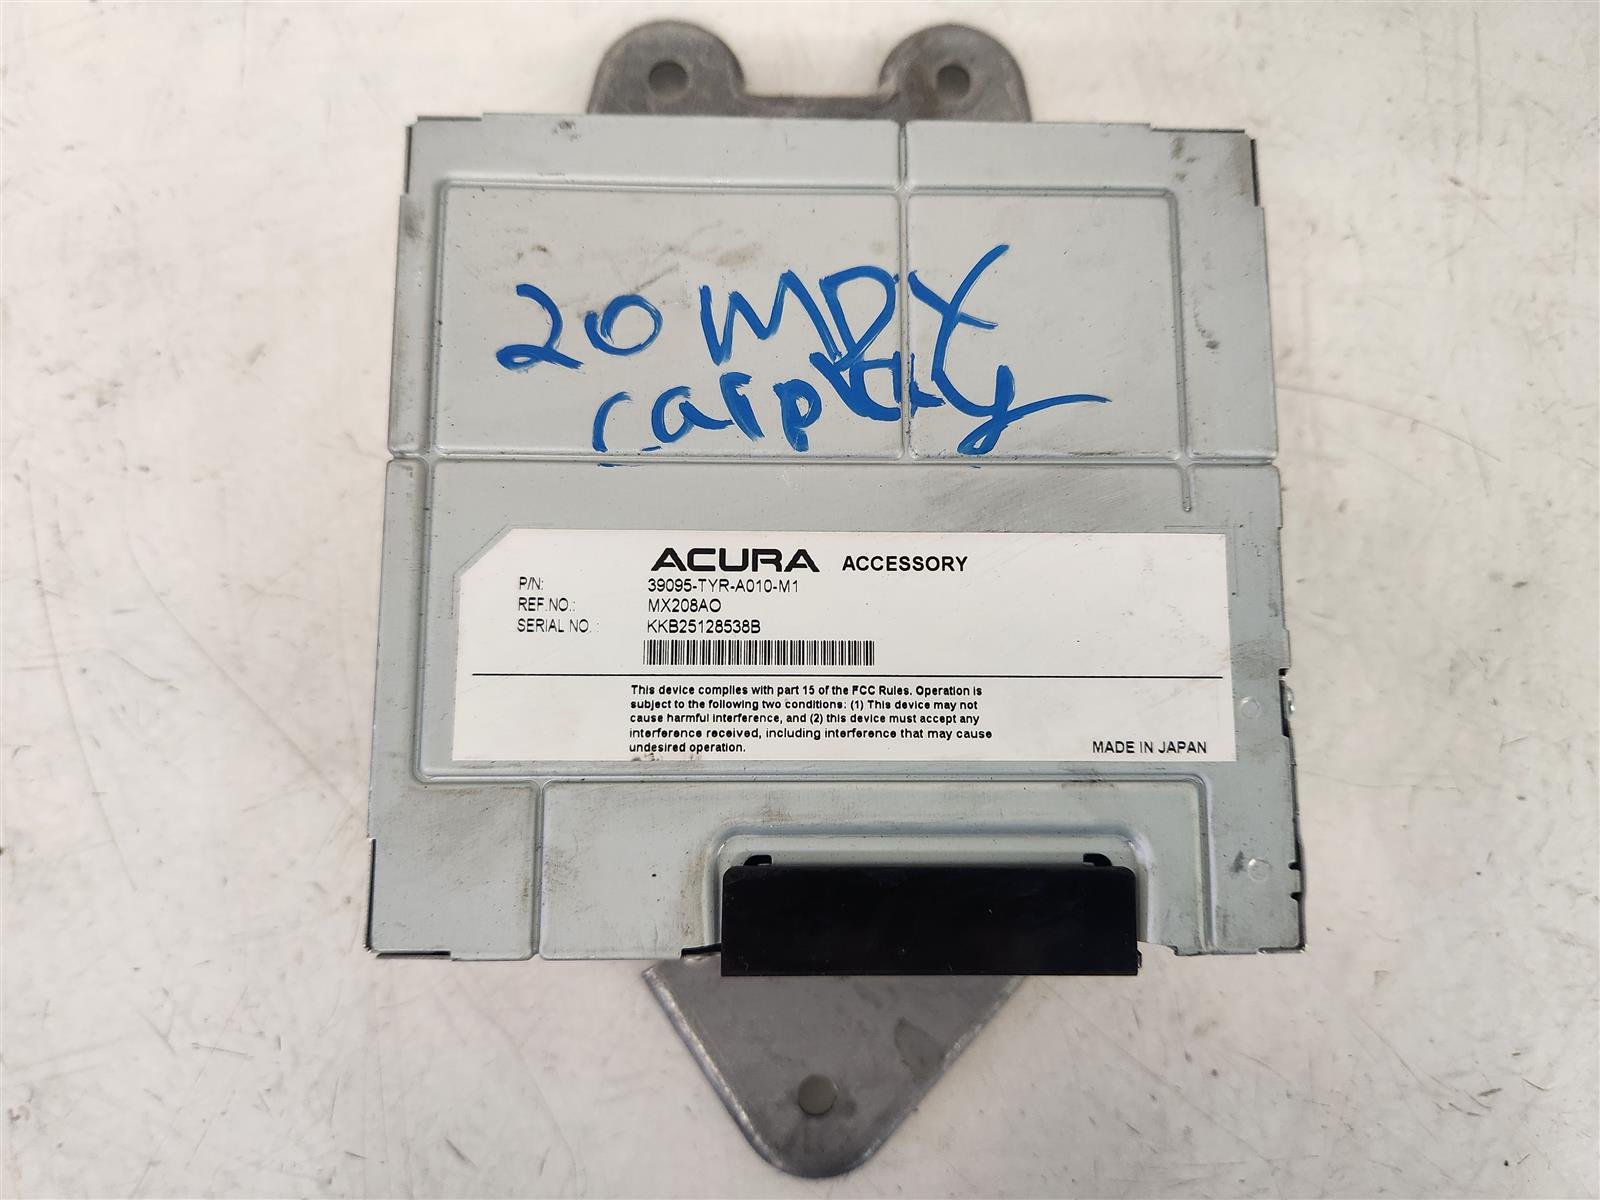 20 MDX
carplay
ACURA ACCESSORY
P/N: 39095-TYR-A010-M1
REF.NO.: MX208AO
SERIAL NO. : KKB25128538B
This device complies with part 15 of the FCC Rules. Operation is
subject to the following two conditions: (1) This device may not
cause harmful interference, and (2) this device must accept any
interference received, including interference that may cause
undesired operation.
MADE IN JAPAN